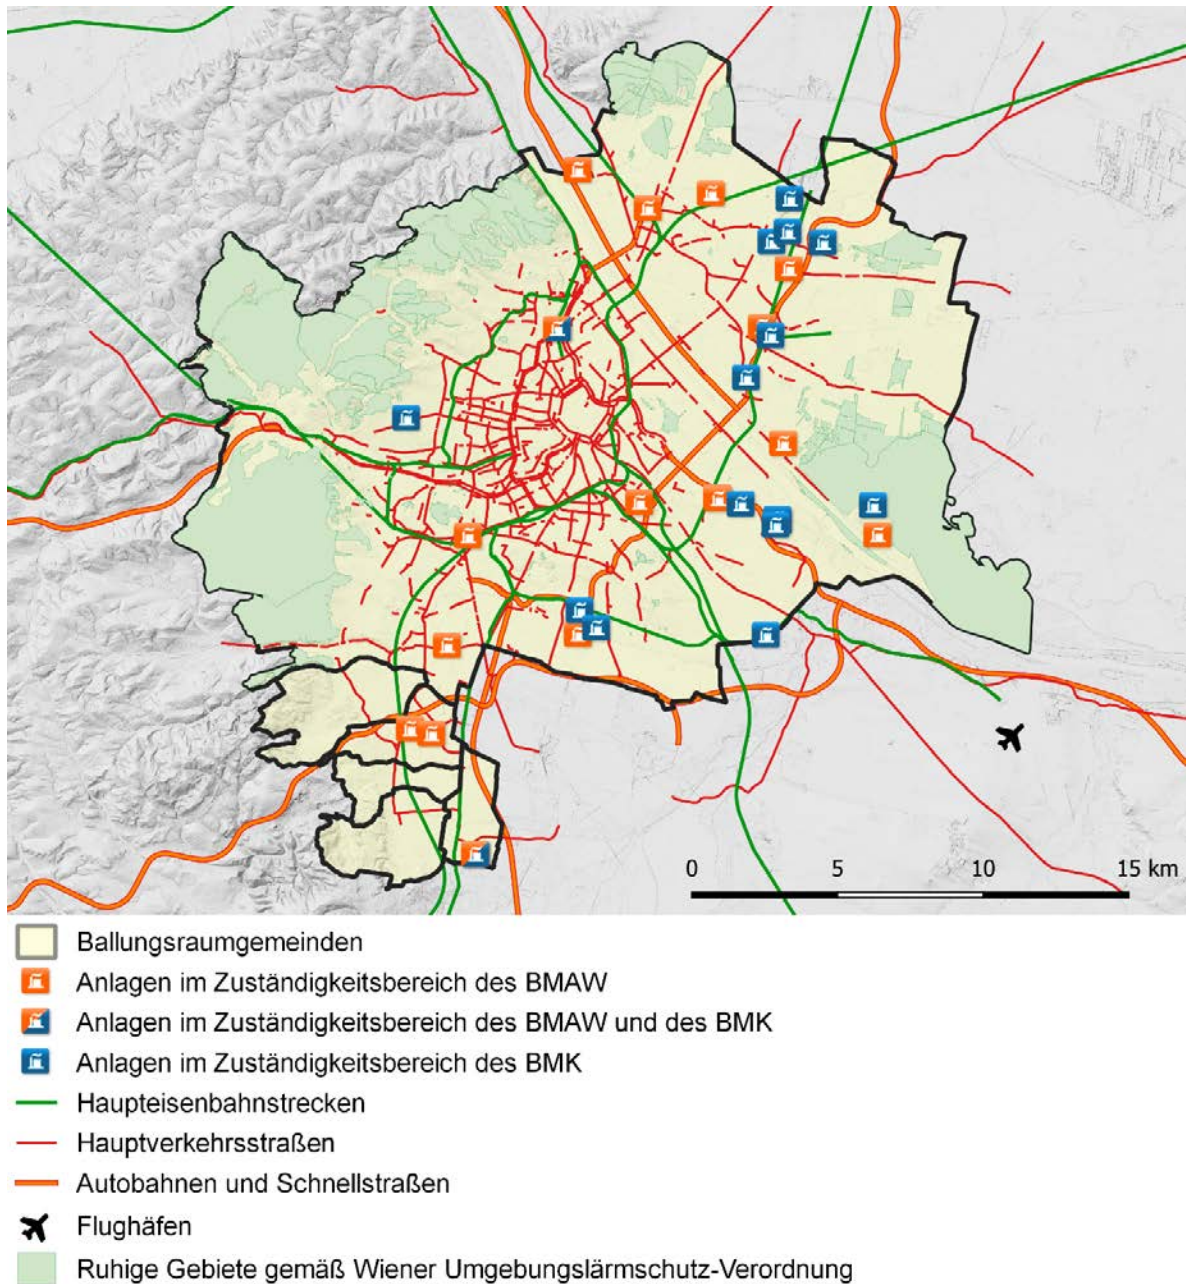 0 5 10 15 km
Ballungsraumgemeinden
Anlagen im Zuständigkeitsbereich des BMAW
Anlagen im Zuständigkeitsbereich des BMAW und des BMK
Anlagen im Zuständigkeitsbereich des BMK
Haupteisenbahnstrecken
Hauptverkehrsstraßen
Autobahnen und Schnellstraßen
Flughäfen
Ruhige Gebiete gemäß Wiener Umgebungslärmschutz-Verordnung